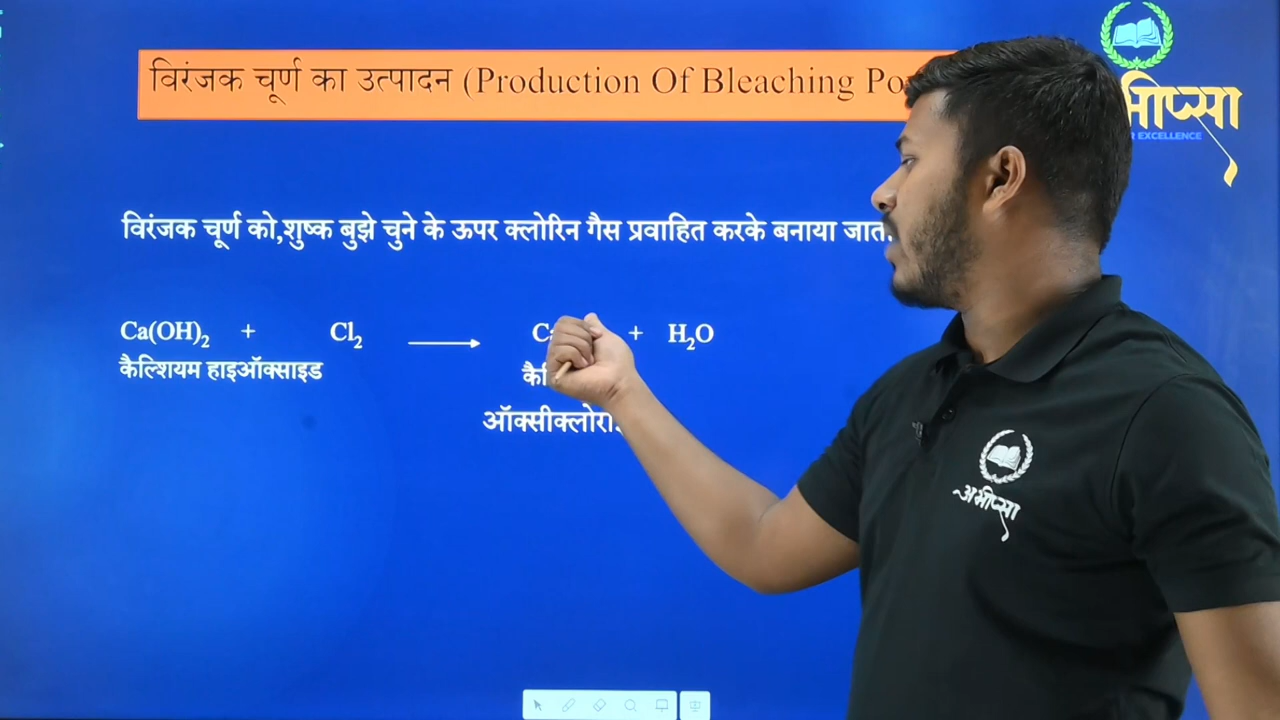 विरंजक चूर्ण का उत्पादन (Production Of Bleaching
विरंजक चूर्ण को,शुष्क बुझे चुने के ऊपर क्लोरिन गैस प्रवाहित करके बनाया
Ca(OH)₂ + Cl₂ ⟶ + H₂O
कैल्शियम हाइऑक्साइड
EXCELLENCE
अभीप्सा